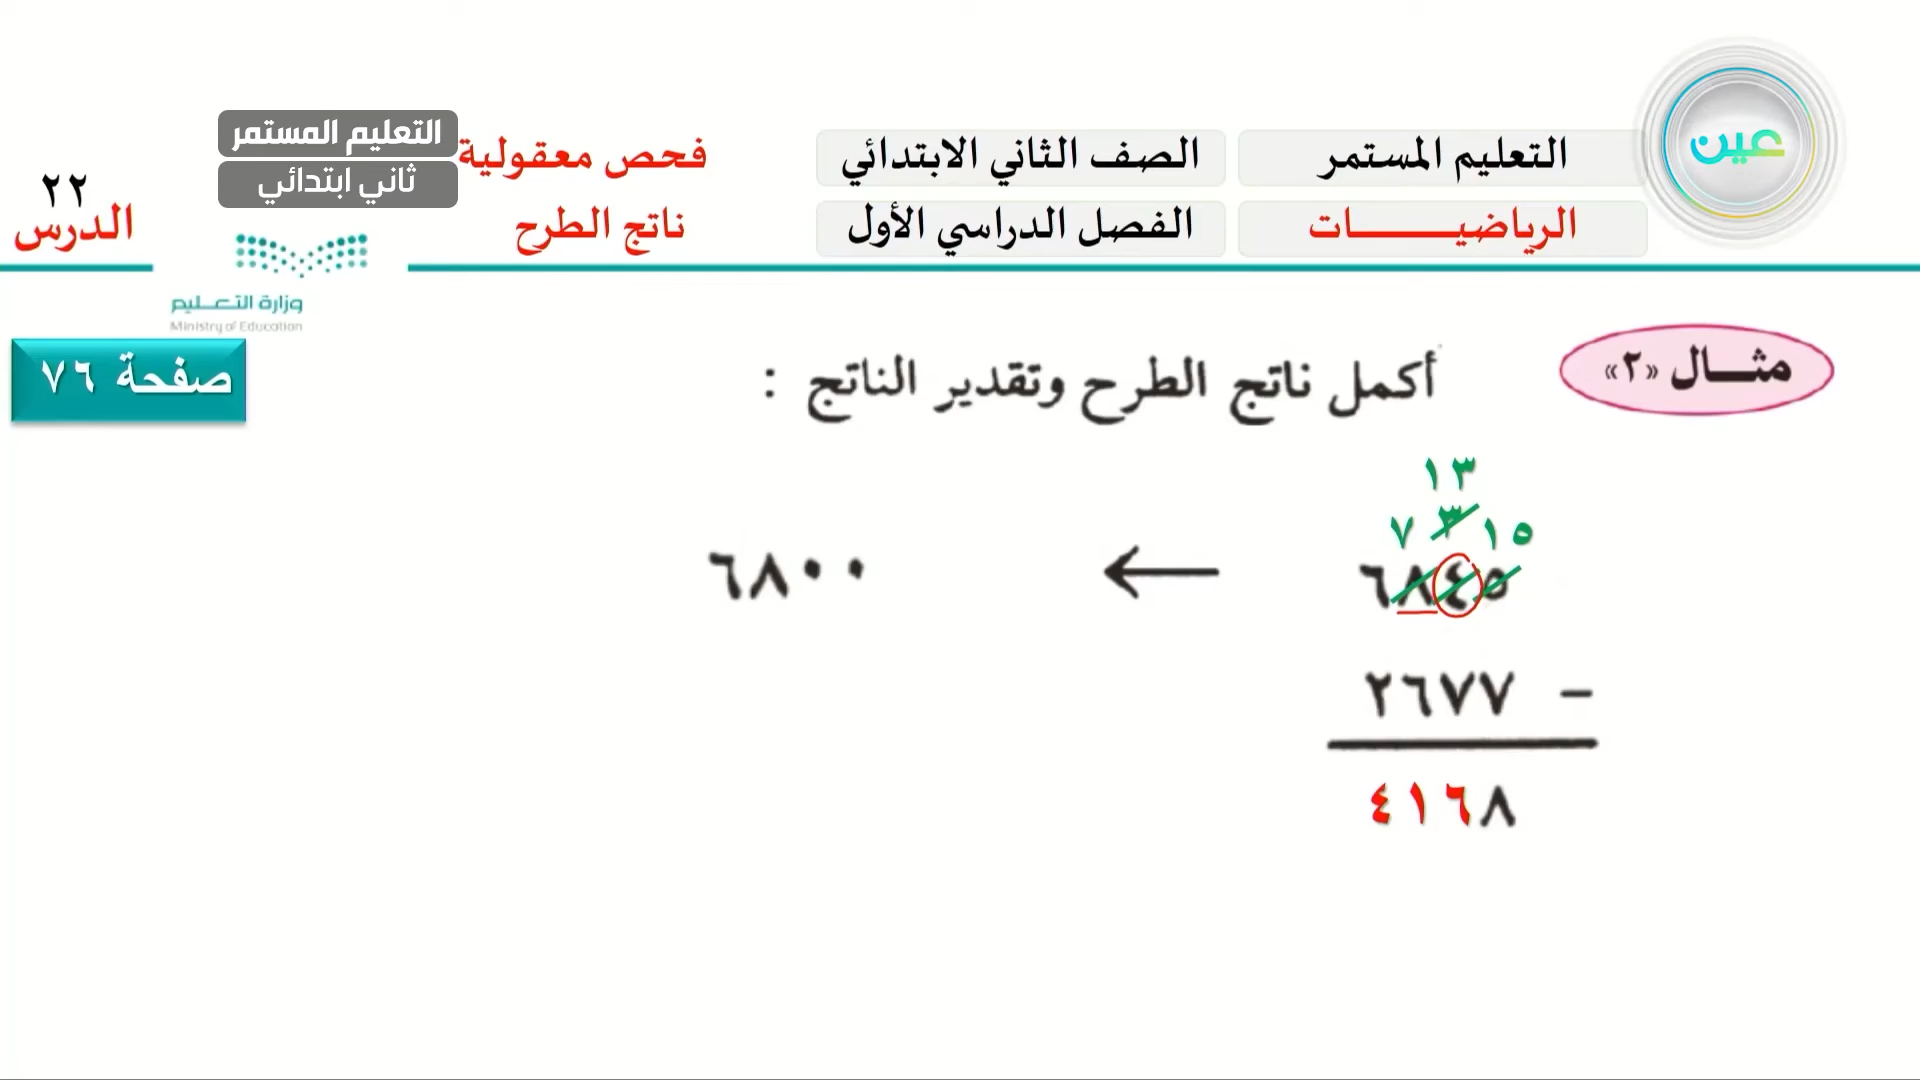 عين
التعليم المستمر
الصف الثاني الابتدائي
فحص معقولية
التعليم المستمر
ثاني ابتدائي
٢٢
الرياضيـــــــات
الفصل الدراسي الأول
ناتج الطرح
الدرس
وزارة التعـــليم
Ministry of Education
صفحة ٧٦
مثـــال «٢»
أكمل ناتج الطرح وتقدير الناتج :
١٣
٧ ٣ ١٥
٦٨٤٥ ← ٦٨٠٠
٢٦٧٧ −
٤١٦٨